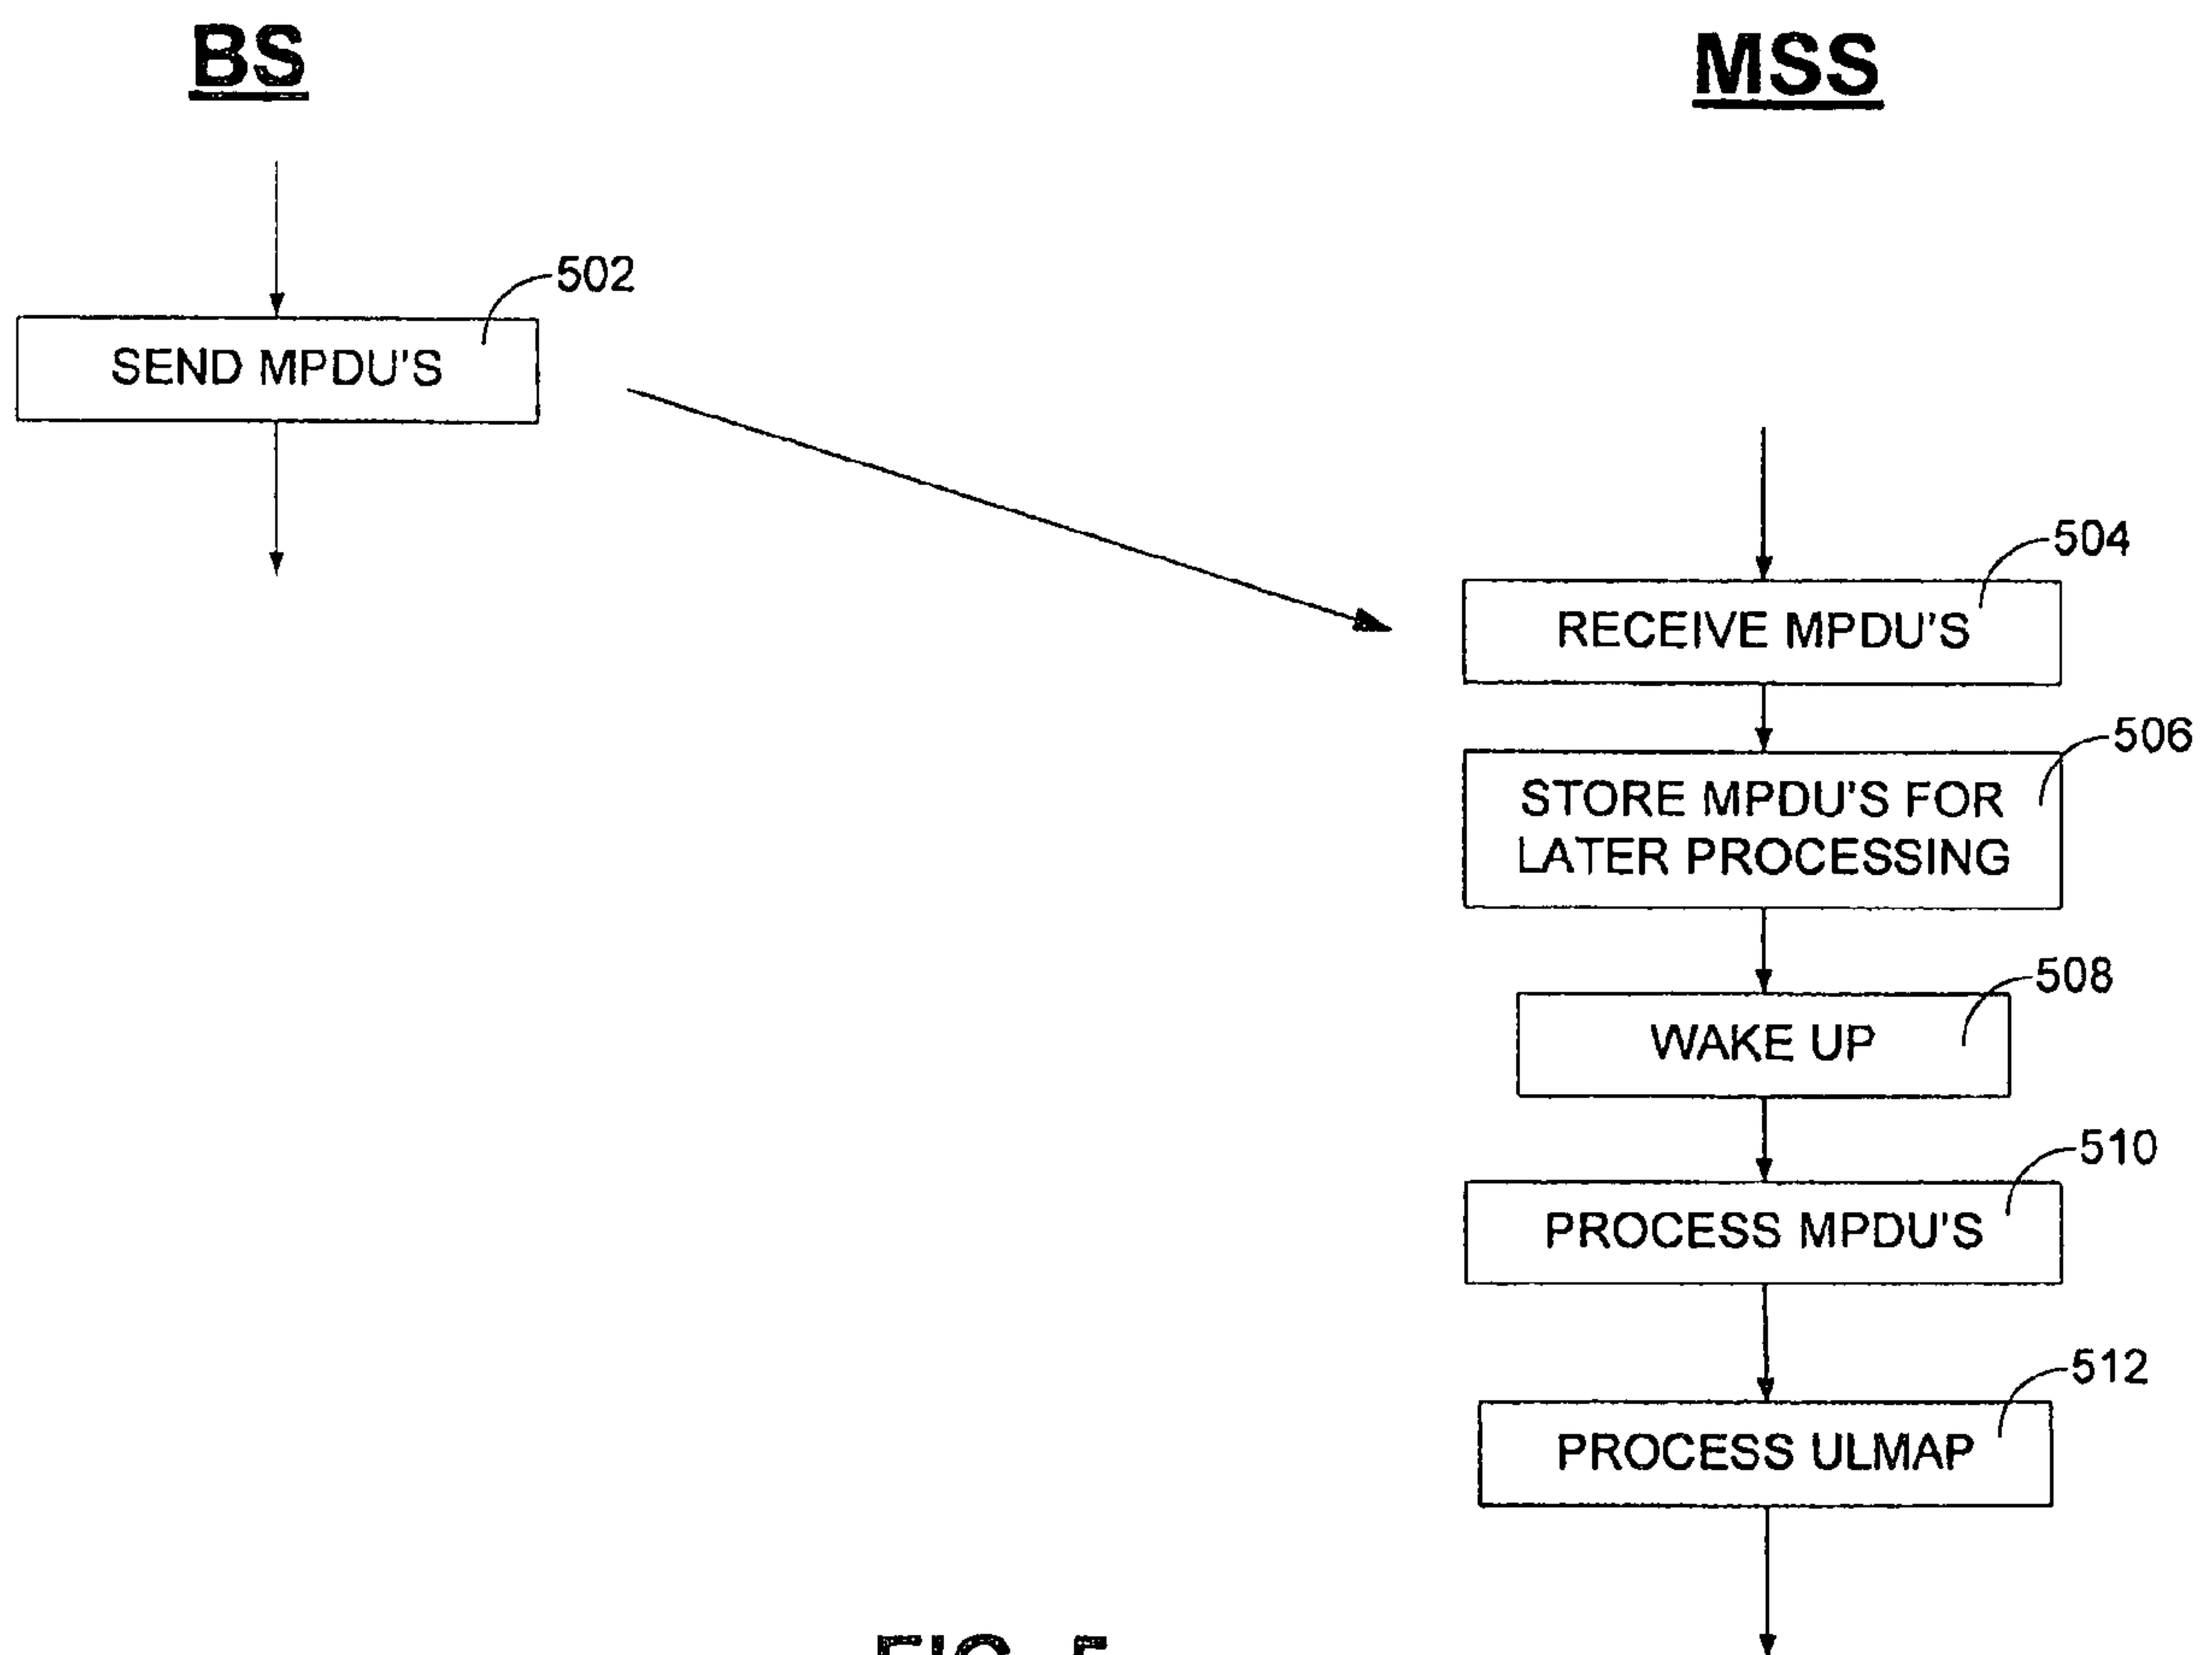 BS
MSS
502
SEND MPDU'S
504
RECEIVE MPDU'S
506
STORE MPDU'S FOR
LATER PROCESSING
508
WAKE UP
510
PROCESS MPDU'S
512
PROCESS ULMAP